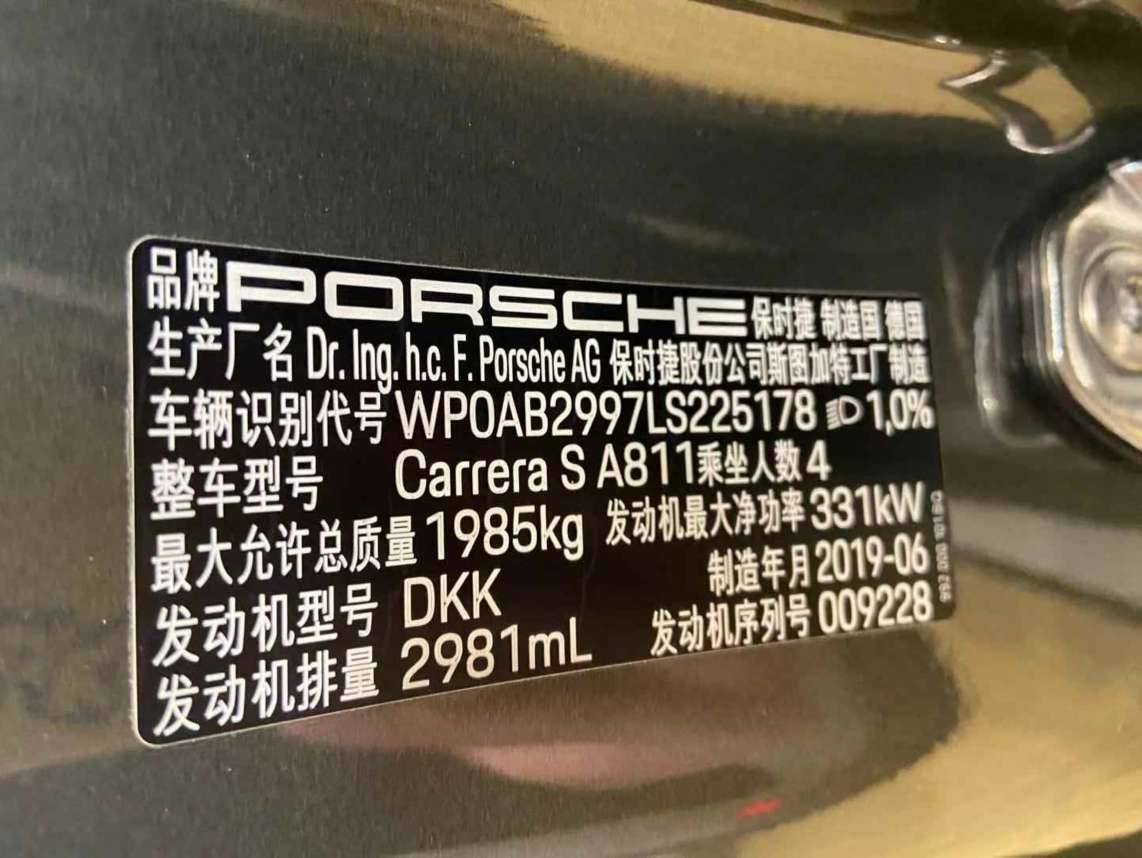 品牌 PORSCHE 保时捷 制造国 德国
生产厂名 Dr. Ing. h.c. F. Porsche AG 保时捷股份公司斯图加特工厂制造
车辆识别代号 WP0AB2997LS225178 1,0%
整车型号 Carrera S A811 乘坐人数 4
最大允许总质量 1985kg 发动机最大净功率 331kW
发动机型号 DKK 制造年月 2019-06
发动机排量 2981mL 发动机序列号 009228